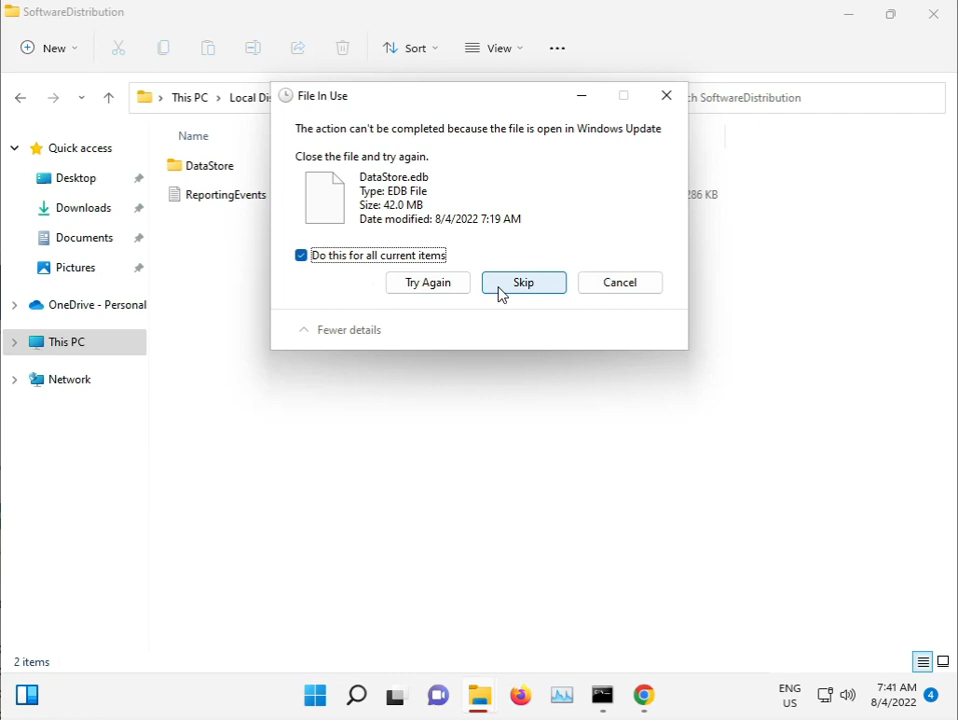 SoftwareDistribution
New
Sort
View
This PC
Local Dis
ch SoftwareDistribution
File In Use
The action can't be completed because the file is open in Windows Update
Close the file and try again.
DataStore.edb
Type: EDB File
Size: 42.0 MB
Date modified: 8/4/2022 7:19 AM
Do this for all current items
Try Again
Skip
Cancel
Fewer details
Name
DataStore
ReportingEvents
286 KB
Quick access
Desktop
Downloads
Documents
Pictures
OneDrive - Personal
This PC
Network
2 items
ENG
US
7:41 AM
8/4/2022
4